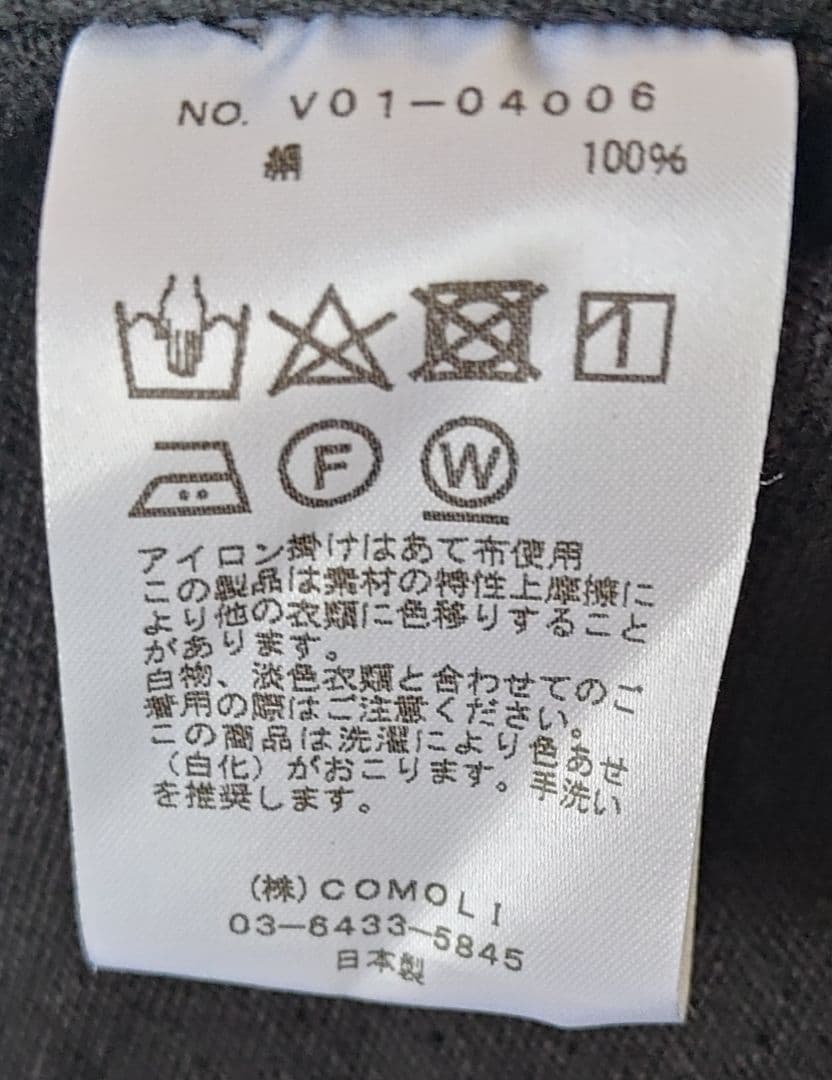 NO. V01-04006
絹 100%
F W
アイロン掛けはあて布使用
この製品は素材の特性上摩擦に
より他の衣類に色移りすること
があります。
白物、淡色衣類と合わせてのご
着用の際はご注意ください。
この商品は洗濯により色あせ
（白化）がおこります。手洗い
を推奨します。
(株)COMOLI
03-6433-5845
日本製